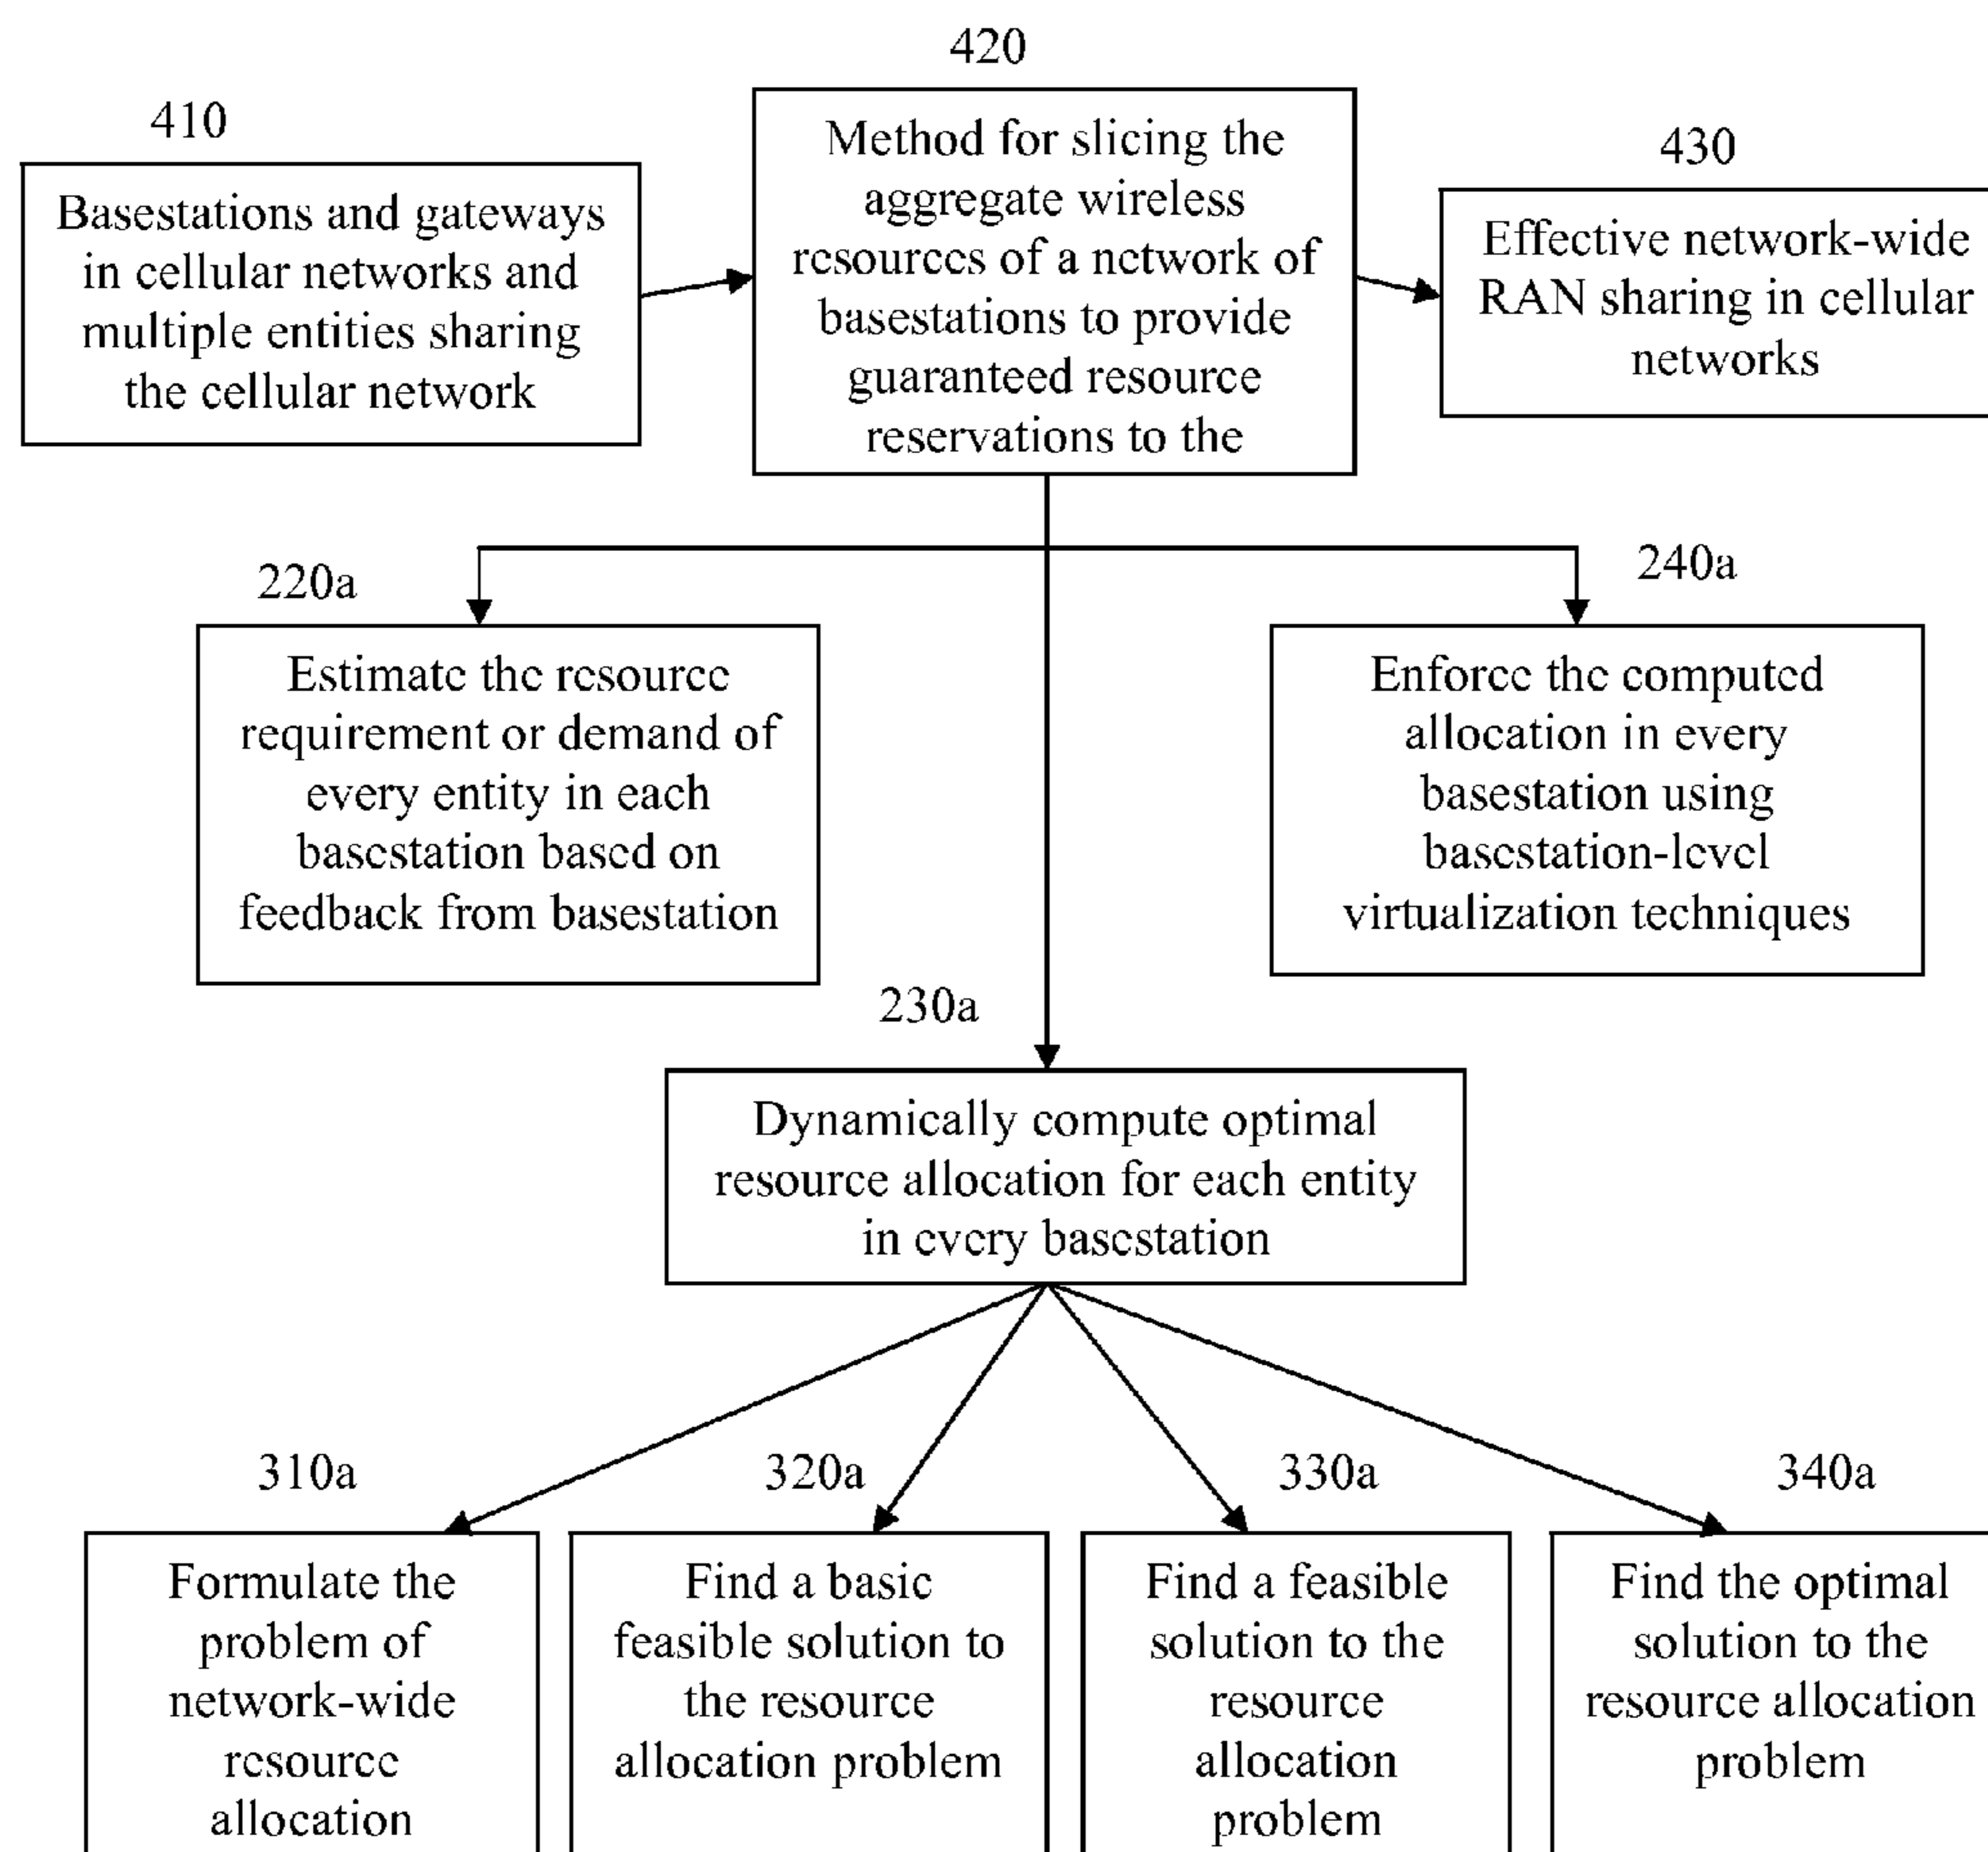 420
410
Method for slicing the
aggregate wireless
resources of a network of
basestations to provide
guaranteed resource
reservations to the
430
Basestations and gateways
in cellular networks and
multiple entities sharing
the cellular network
Effective network-wide
RAN sharing in cellular
networks
220a
240a
Estimate the resource
requirement or demand of
every entity in each
basestation based on
feedback from basestation
Enforce the computed
allocation in every
basestation using
basestation-level
virtualization techniques
230a
Dynamically compute optimal
resource allocation for each entity
in every basestation
310a
320a
330a
340a
Formulate the
problem of
network-wide
resource
allocation
Find a basic
feasible solution to
the resource
allocation problem
Find a feasible
solution to the
resource
allocation
problem
Find the optimal
solution to the
resource allocation
problem